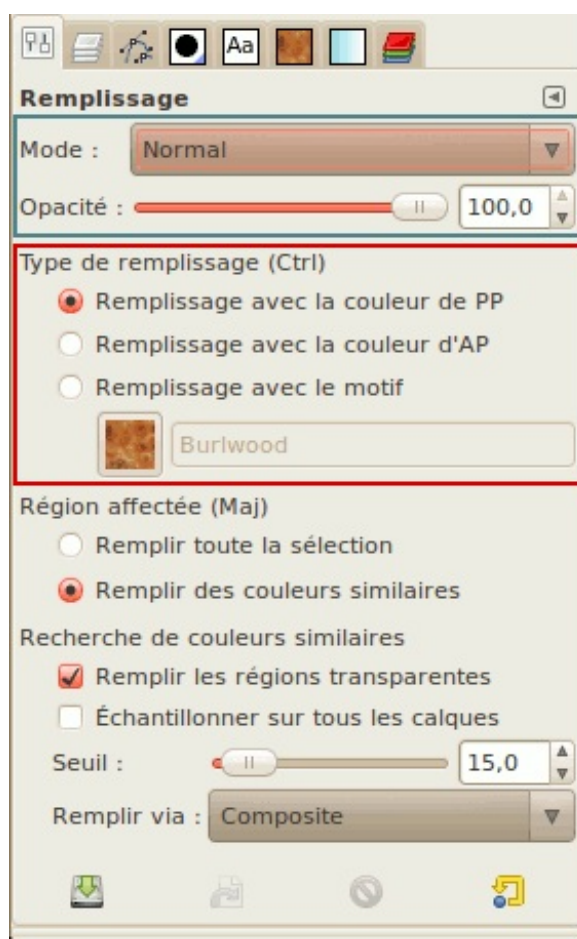 Aa
Remplissage
Mode : Normal
Opacité : 100,0
Type de remplissage (Ctrl)
Remplissage avec la couleur de PP
Remplissage avec la couleur d'AP
Remplissage avec le motif
Burlwood
Région affectée (Maj)
Remplir toute la sélection
Remplir des couleurs similaires
Recherche de couleurs similaires
Remplir les régions transparentes
Échantillonner sur tous les calques
Seuil : 15,0
Remplir via : Composite